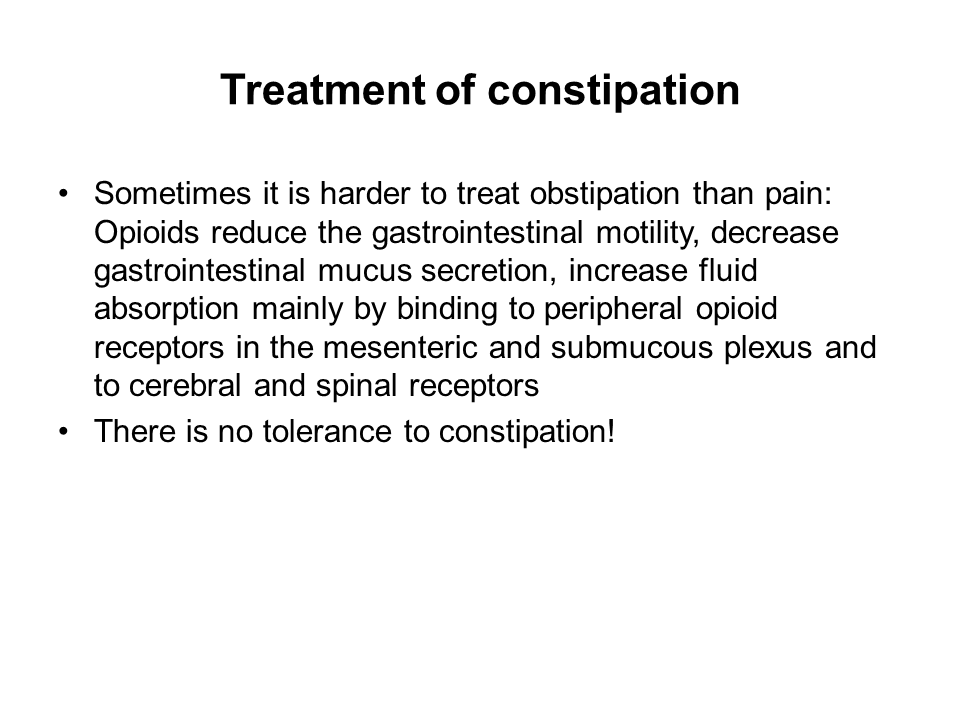 Treatment of constipation
• Sometimes it is harder to treat obstipation than pain:
Opioids reduce the gastrointestinal motility, decrease
gastrointestinal mucus secretion, increase fluid
absorption mainly by binding to peripheral opioid
receptors in the mesenteric and submucous plexus and
to cerebral and spinal receptors
• There is no tolerance to constipation!